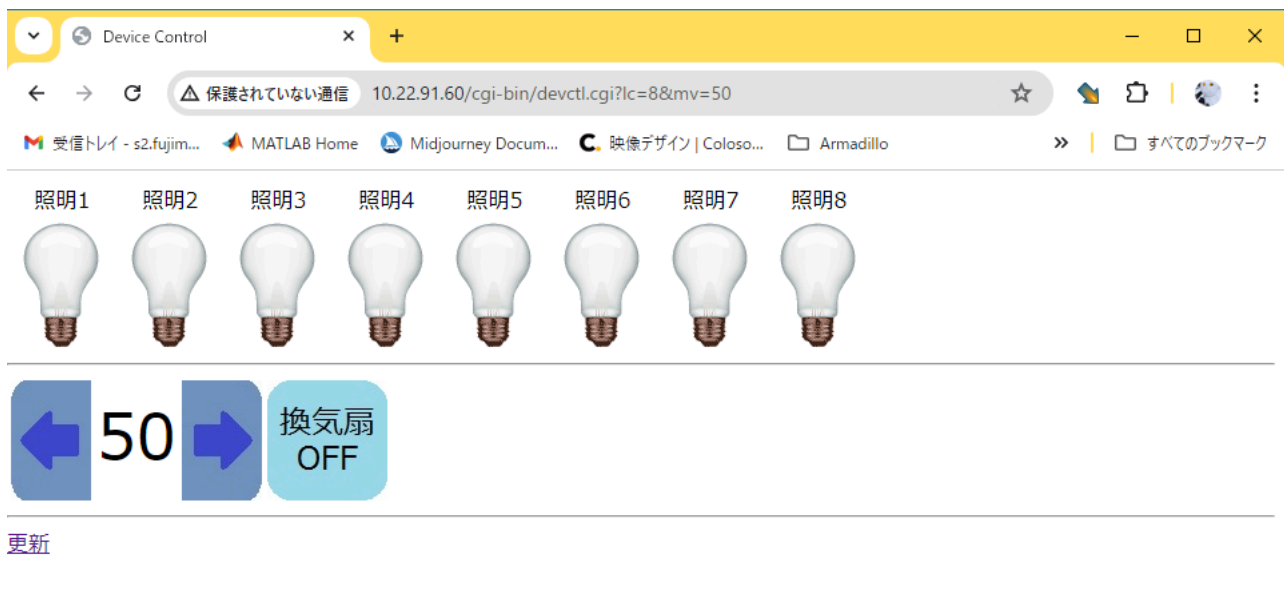 Device Control
保護されていない通信 10.22.91.60/cgi-bin/devctl.cgi?lc=8&mv=50
受信トレイ - s2.fujim... MATLAB Home Midjourney Docum... 映像デザイン | Coloso... Armadillo » すべてのブックマーク
照明1 照明2 照明3 照明4 照明5 照明6 照明7 照明8
50
換気扇
OFF
更新